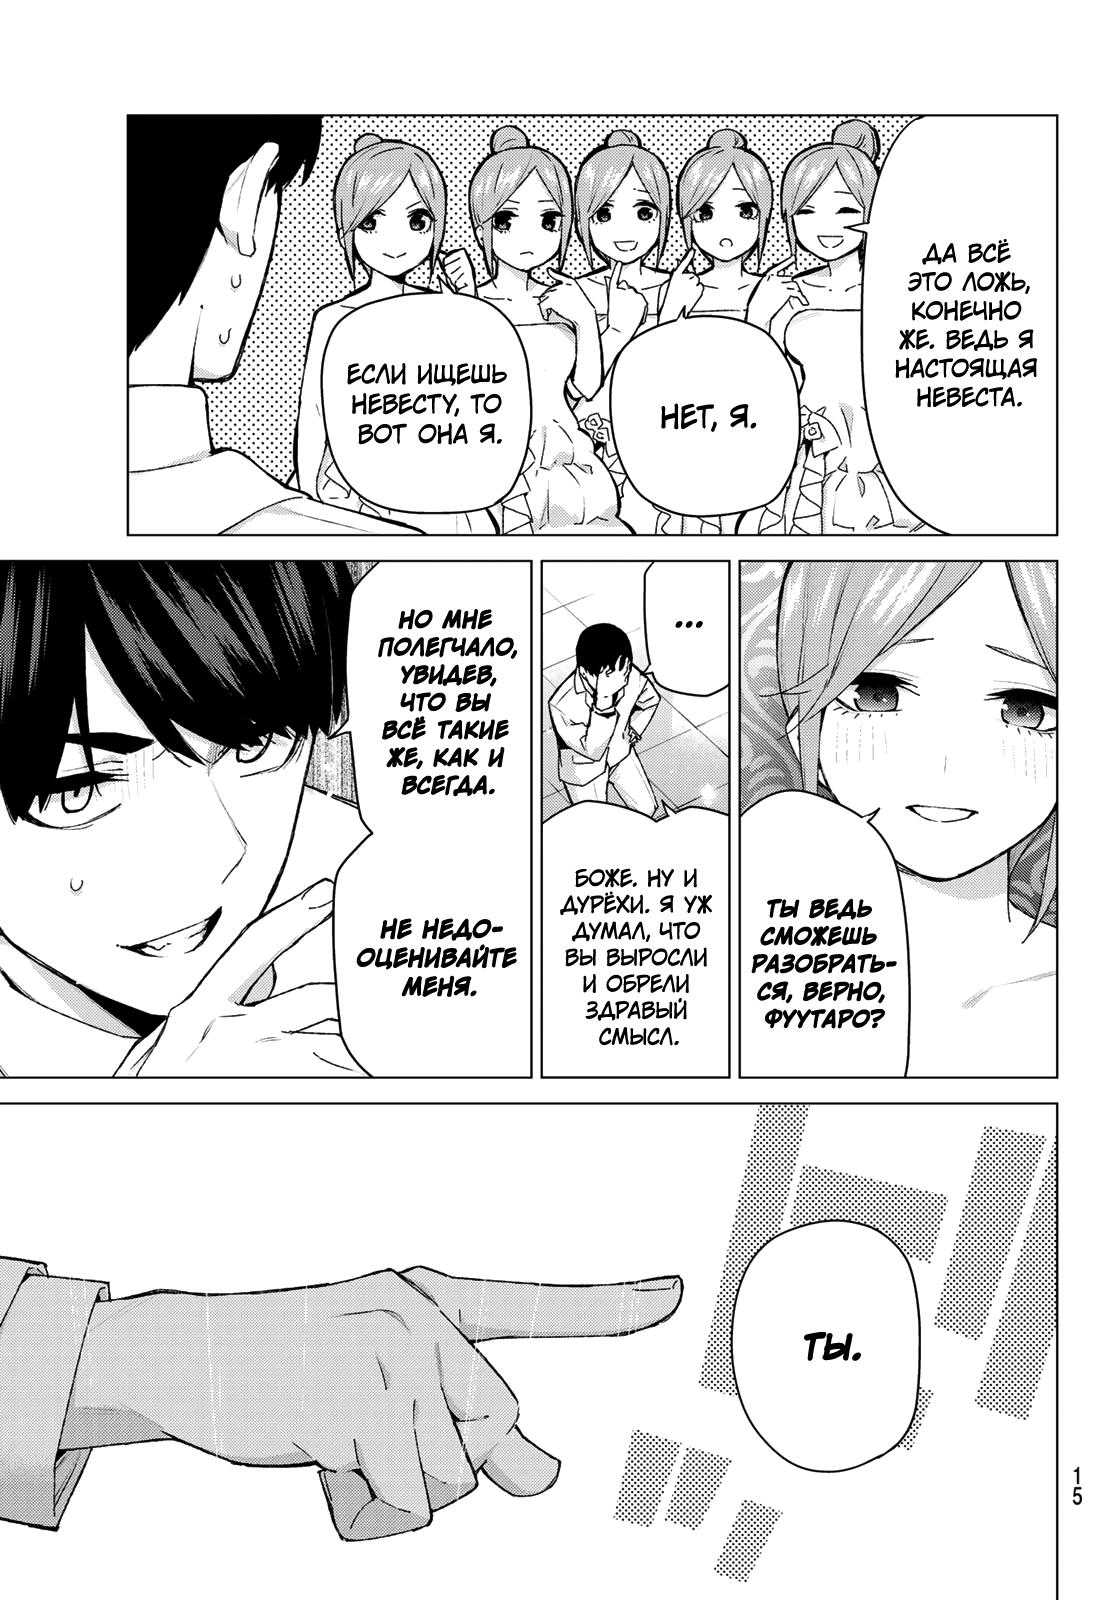 ДА ВСЁ
ЭТО ЛОЖЬ,
КОНЕЧНО
ЖЕ. ВЕДЬ Я
НАСТОЯЩАЯ
НЕВЕСТА.
НЕТ, Я.
ЕСЛИ ИЩЕШЬ
НЕВЕСТУ, ТО
ВОТ ОНА Я.
ТЫ ВЕДЬ
СМОЖЕШЬ
РАЗОБРАТЬ-
СЯ, ВЕРНО,
ФУУТАРО?
...
БОЖЕ. НУ И
ДУРЁХИ. Я УЖ
ДУМАЛ, ЧТО
ВЫ ВЫРОСЛИ
И ОБРЕЛИ
ЗДРАВЫЙ
СМЫСЛ.
НО МНЕ
ПОЛЕГЧАЛО,
УВИДЕВ,
ЧТО ВЫ
ВСЁ ТАКИЕ
ЖЕ, КАК И
ВСЕГДА.
НЕ НЕДО-
ОЦЕНИВАЙТЕ
МЕНЯ.
ТЫ.
15